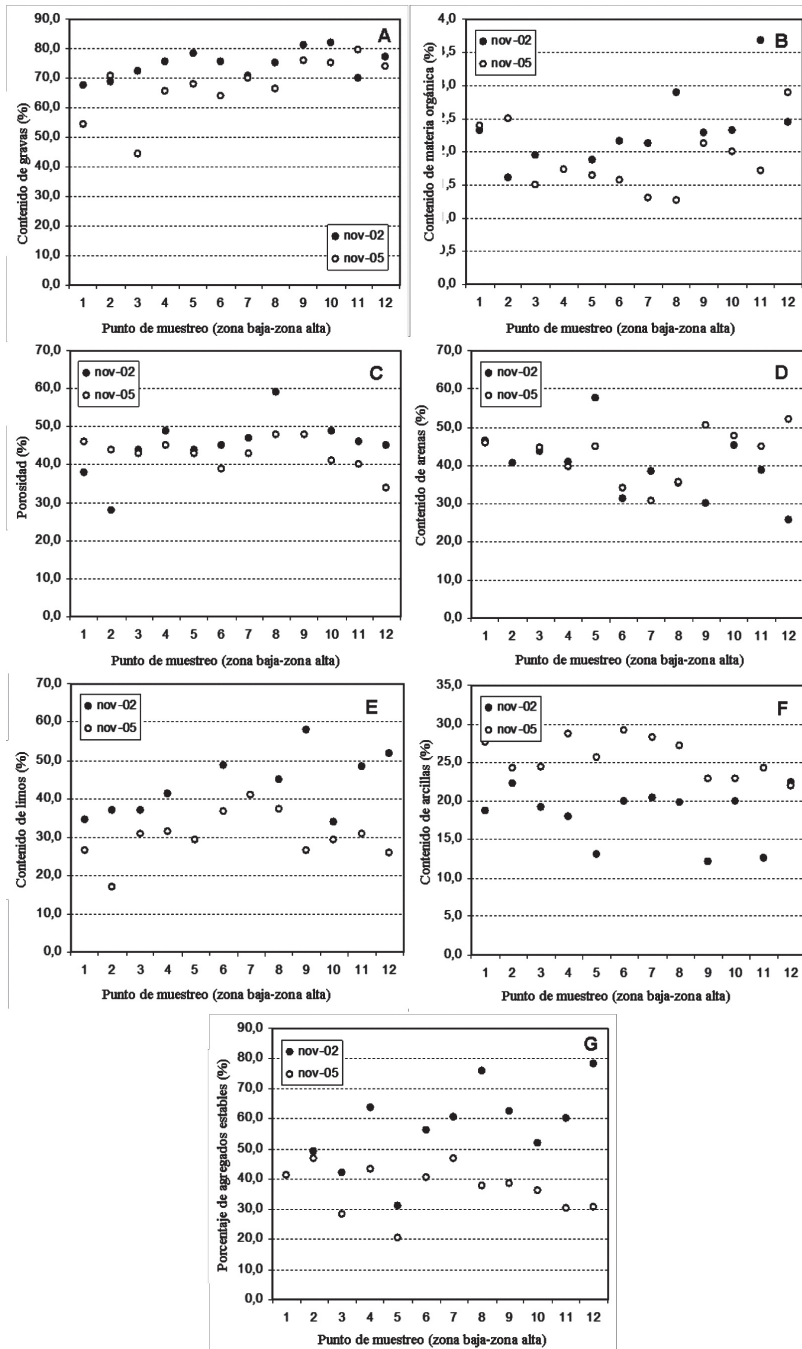 A
Contenido de gravas (%)
90,0
80,0
70,0
60,0
50,0
40,0
30,0
20,0
10,0
0,0
nov-02
nov-05
1 2 3 4 5 6 7 8 9 10 11 12
Punto de muestreo (zona baja-zona alta)
B
Contenido de materia orgánica (%)
4,0
,5
,0
,5
,0
,5
,0
,5
0,0
nov-02
nov-05
1 2 3 4 5 6 7 8 9 10 11 12
Punto de muestreo (zona baja-zona alta)
C
Porosidad (%)
70,0
60,0
50,0
40,0
30,0
20,0
10,0
0,0
nov-02
nov-05
1 2 3 4 5 6 7 8 9 10 11 12
Punto de muestreo (zona baja-zona alta)
D
Contenido de arenas (%)
70,0
60,0
50,0
40,0
30,0
20,0
10,0
0,0
nov-02
nov-05
1 2 3 4 5 6 7 8 9 10 11 12
Punto de muestreo (zona baja-zona alta)
E
Contenido de limos (%)
70,0
60,0
50,0
40,0
30,0
20,0
10,0
0,0
nov-02
nov-05
1 2 3 4 5 6 7 8 9 10 11 12
Punto de muestreo (zona baja-zona alta)
F
Contenido de arcillas (%)
35,0
30,0
25,0
20,0
15,0
10,0
5,0
0,0
nov-02
nov-05
1 2 3 4 5 6 7 8 9 10 11 12
Punto de muestreo (zona baja-zona alta)
G
Porcentaje de agregados estables (%)
90,0
80,0
70,0
60,0
50,0
40,0
30,0
20,0
10,0
0,0
nov-02
nov-05
1 2 3 4 5 6 7 8 9 10 11 12
Punto de muestreo (zona baja-zona alta)